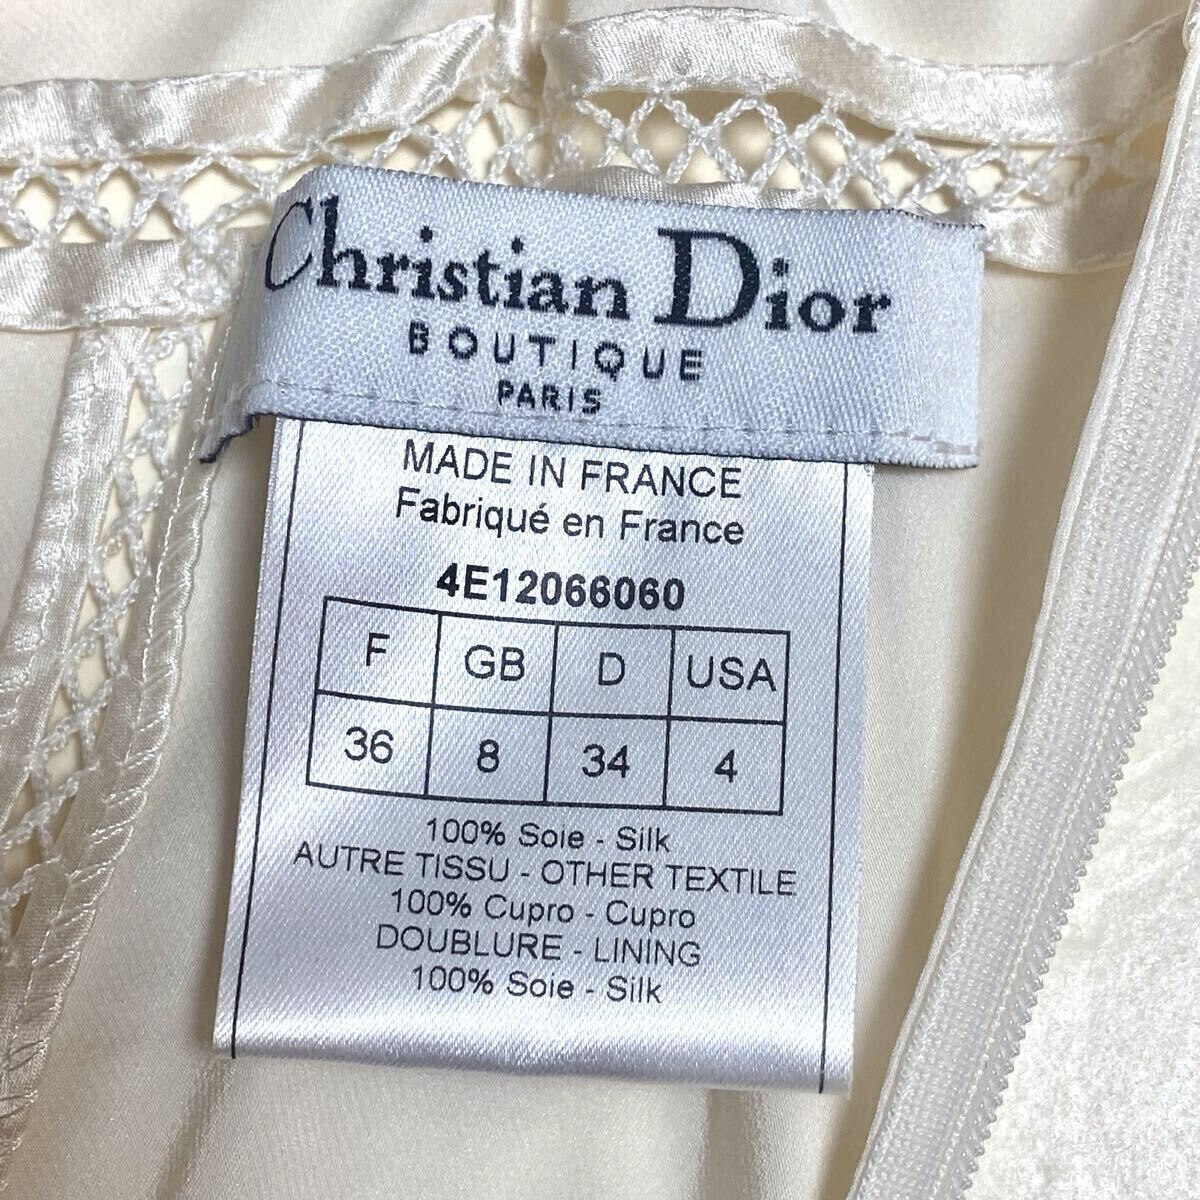 Christian Dior
BOUTIQUE
PARIS
MADE IN FRANCE
Fabriqué en France
4E12066060
F GB D USA
36 8 34 4
100% Soie - Silk
AUTRE TISSU - OTHER TEXTILE
100% Cupro - Cupro
DOUBLURE - LINING
100% Soie - Silk